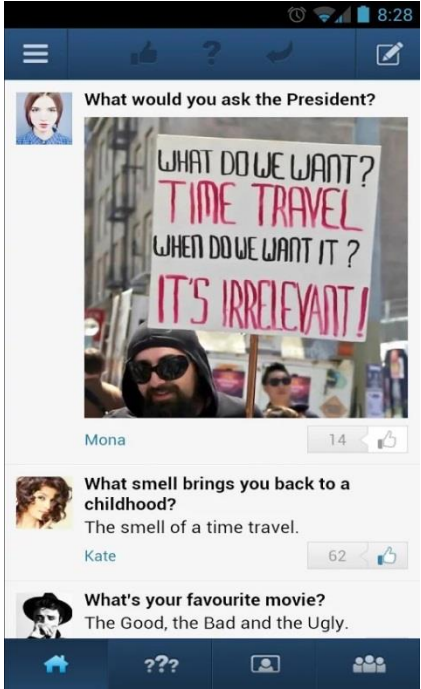 8:28
What would you ask the President?
WHAT DO WE WANT?
TIME TRAVEL
WHEN DO WE WANT IT?
IT'S IRRELEVANT!
Mona
14
What smell brings you back to a
childhood?
The smell of a time travel.
Kate
62
What's your favourite movie?
The Good, the Bad and the Ugly.
???